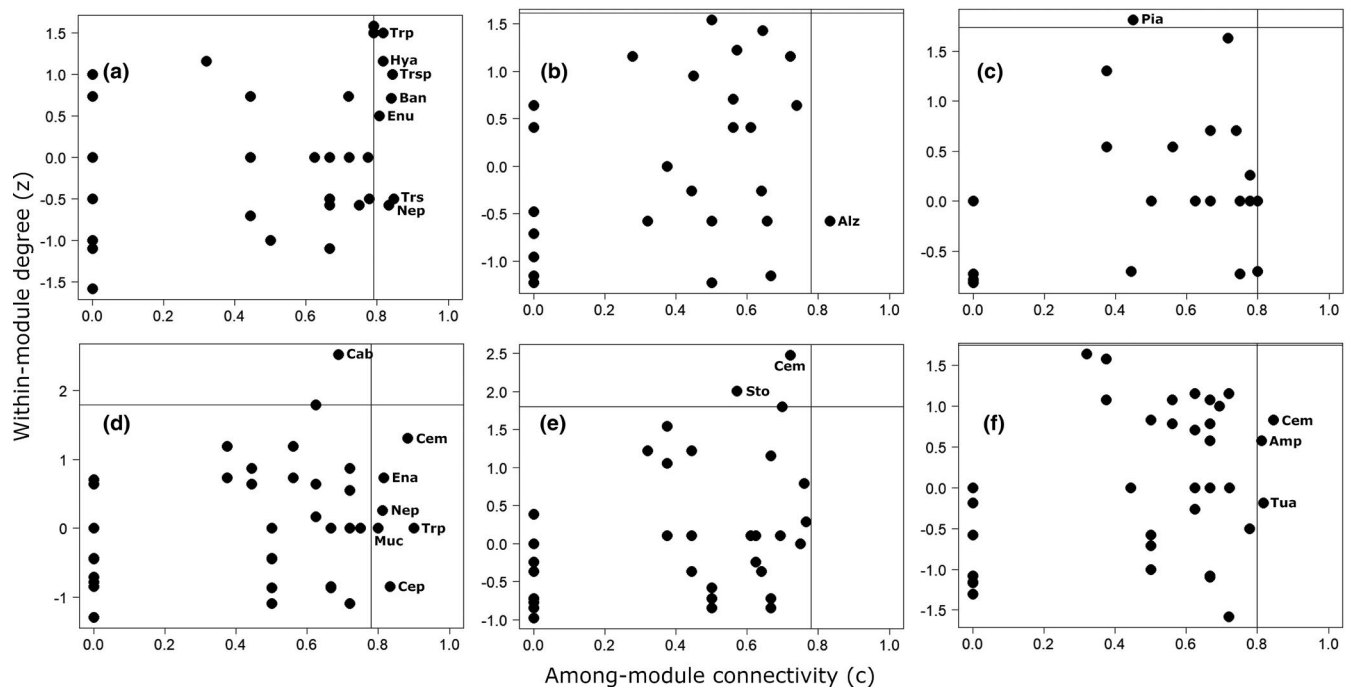 Within-module degree (z)
(a)
1.5
1.0
0.5
0.0
-0.5
-1.0
-1.5
Trp
Hya
Trsp
Ban
Enu
Trs
Nep
0.0 0.2 0.4 0.6 0.8 1.0
(b)
1.5
1.0
0.5
0.0
-0.5
-1.0
Alz
0.0 0.2 0.4 0.6 0.8 1.0
(c)
Pia
1.5
1.0
0.5
0.0
-0.5
0.0 0.2 0.4 0.6 0.8 1.0
(d)
2
1
0
-1
Cab
Cem
Ena
Nep
Trp
Muc
Cep
0.0 0.2 0.4 0.6 0.8 1.0
(e)
2.5
2.0
1.5
1.0
0.5
0.0
-0.5
-1.0
Cem
Sto
0.0 0.2 0.4 0.6 0.8 1.0
(f)
1.5
1.0
0.5
0.0
-0.5
-1.0
-1.5
Cem
Amp
Tua
0.0 0.2 0.4 0.6 0.8 1.0
Among-module connectivity (c)